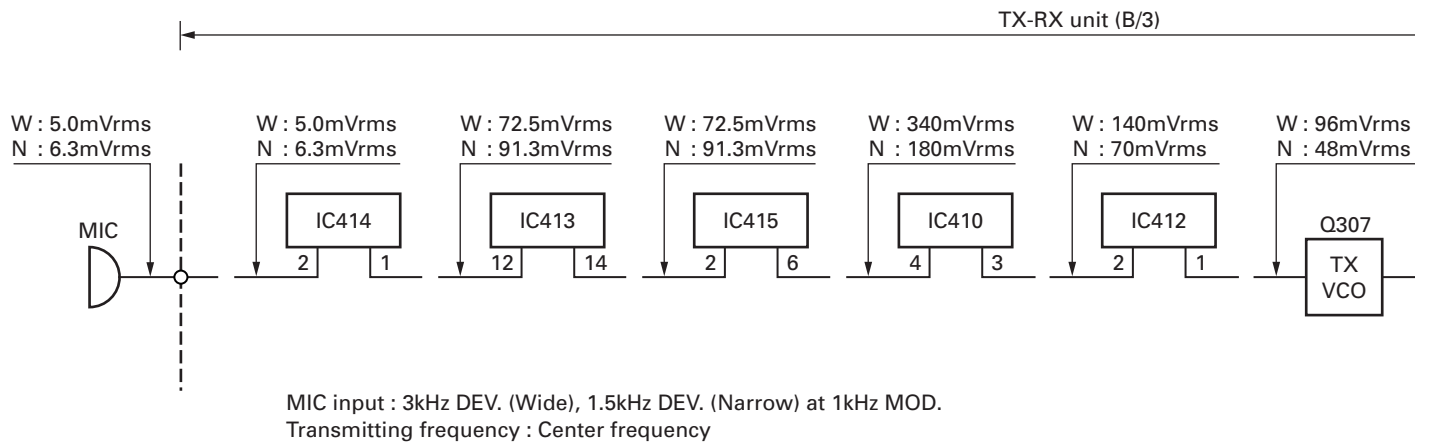 TX-RX unit (B/3)
W : 5.0mVrms
N : 6.3mVrms
W : 5.0mVrms
N : 6.3mVrms
W : 72.5mVrms
N : 91.3mVrms
W : 72.5mVrms
N : 91.3mVrms
W : 340mVrms
N : 180mVrms
W : 140mVrms
N : 70mVrms
W : 96mVrms
N : 48mVrms
MIC
IC414
2 1
IC413
12 14
IC415
2 6
IC410
4 3
IC412
2 1
Q307
TX
VCO
MIC input : 3kHz DEV. (Wide), 1.5kHz DEV. (Narrow) at 1kHz MOD.
Transmitting frequency : Center frequency